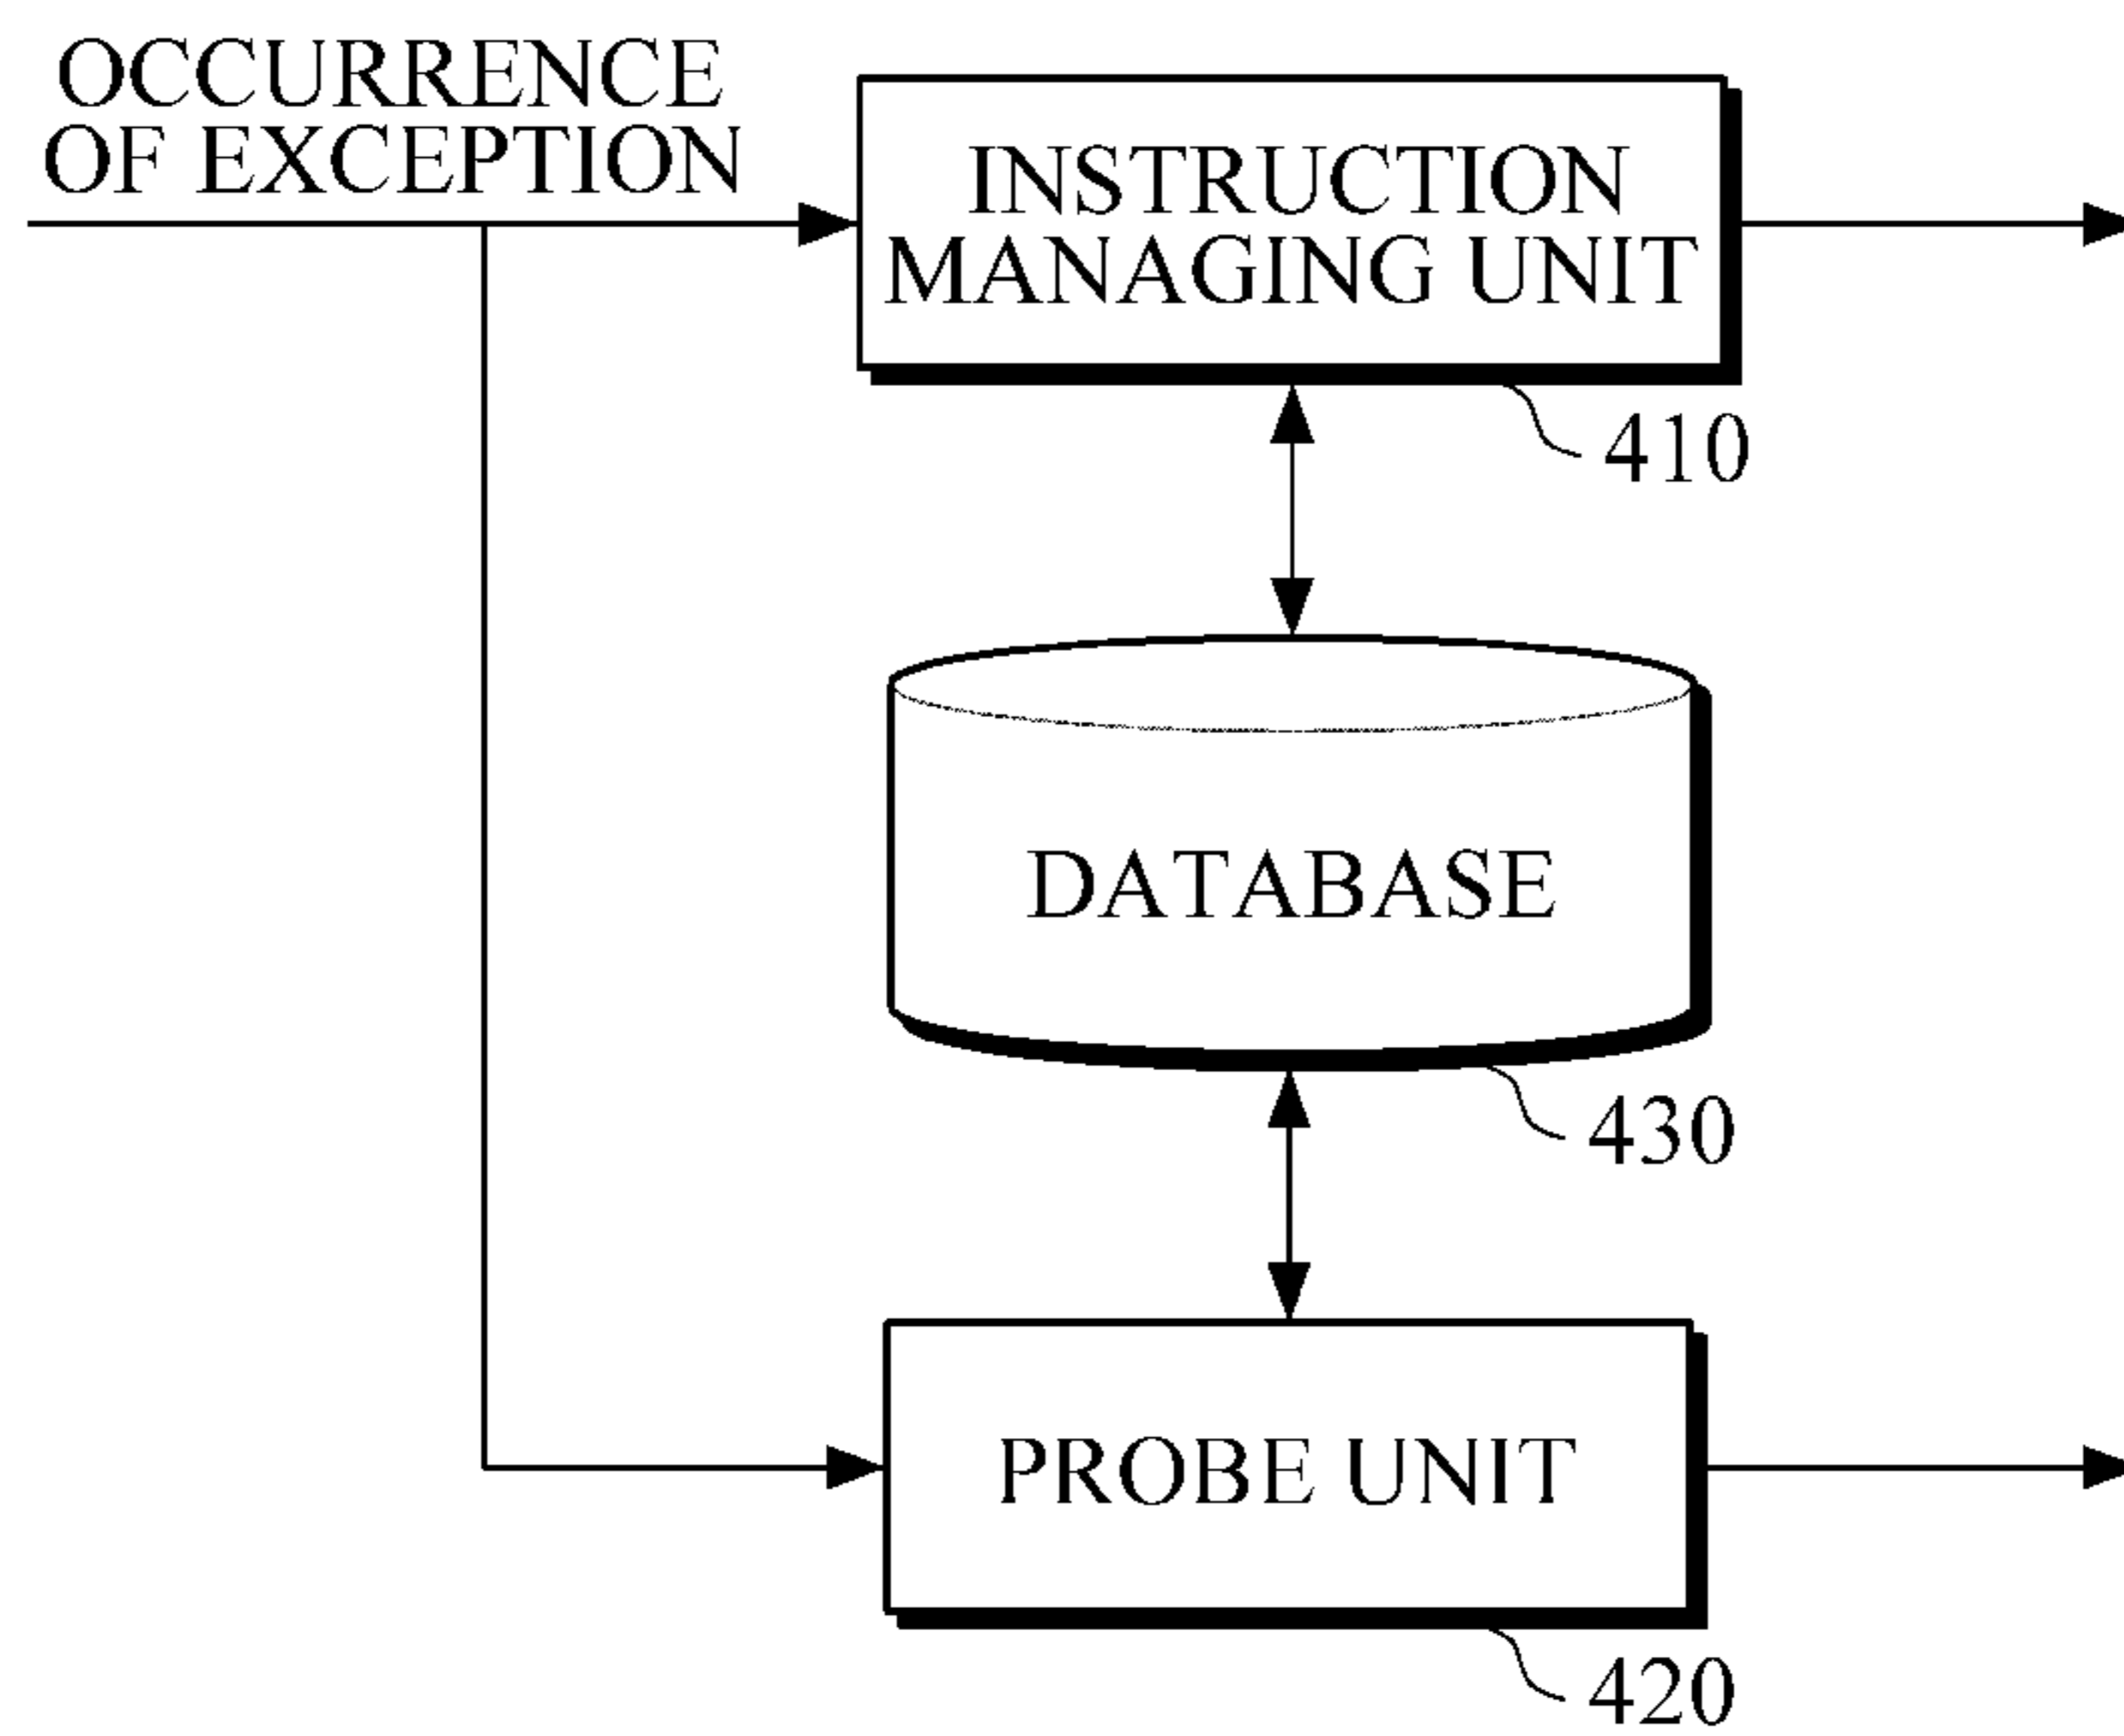 OCCURRENCE
OF EXCEPTION
INSTRUCTION
MANAGING UNIT
410
DATABASE
430
PROBE UNIT
420